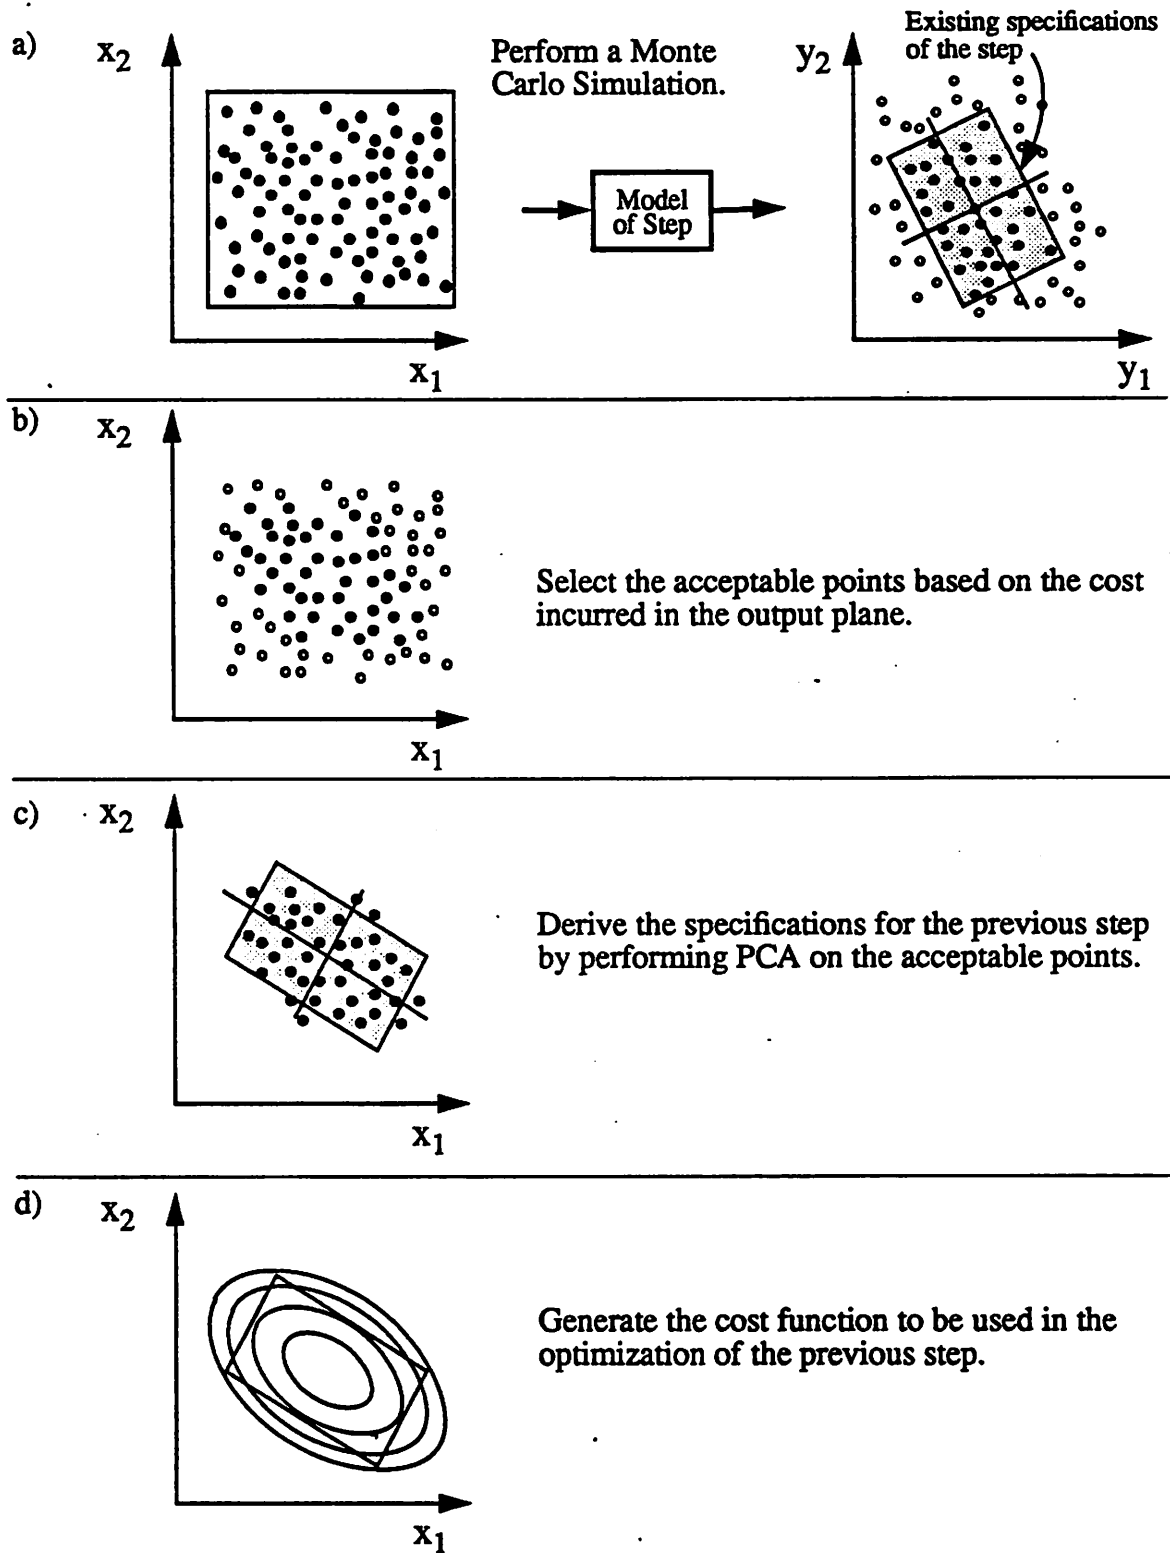 a)
x2
Perform a Monte
Carlo Simulation.
Model
of Step
y2
Existing specifications
of the step
x1
y1
b)
x2
Select the acceptable points based on the cost
incurred in the output plane.
x1
c)
x2
Derive the specifications for the previous step
by performing PCA on the acceptable points.
x1
d)
x2
Generate the cost function to be used in the
optimization of the previous step.
x1